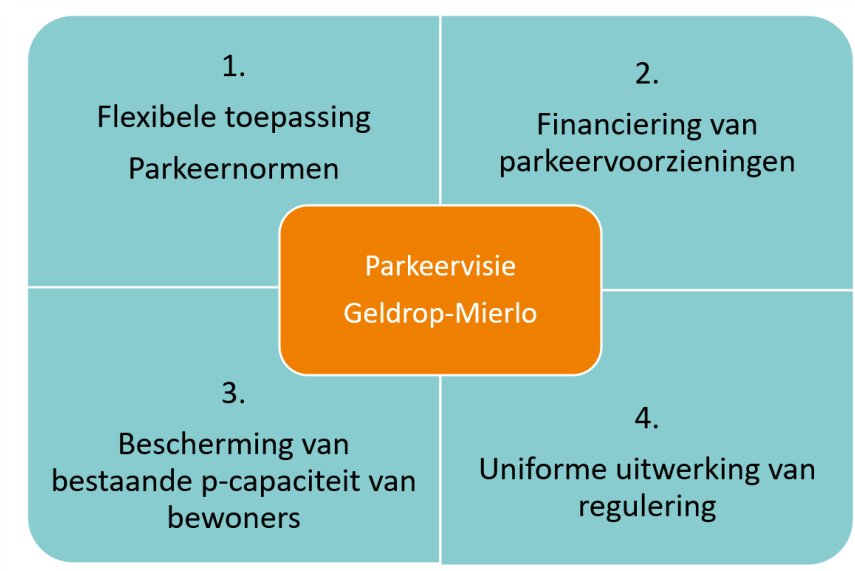 1.
Flexibele toepassing
Parkeernormen
2.
Financiering van
parkeervoorzieningen
Parkeervisie
Geldrop-Mierlo
3.
Bescherming van
bestaande p-capaciteit van
bewoners
4.
Uniforme uitwerking van
regulering